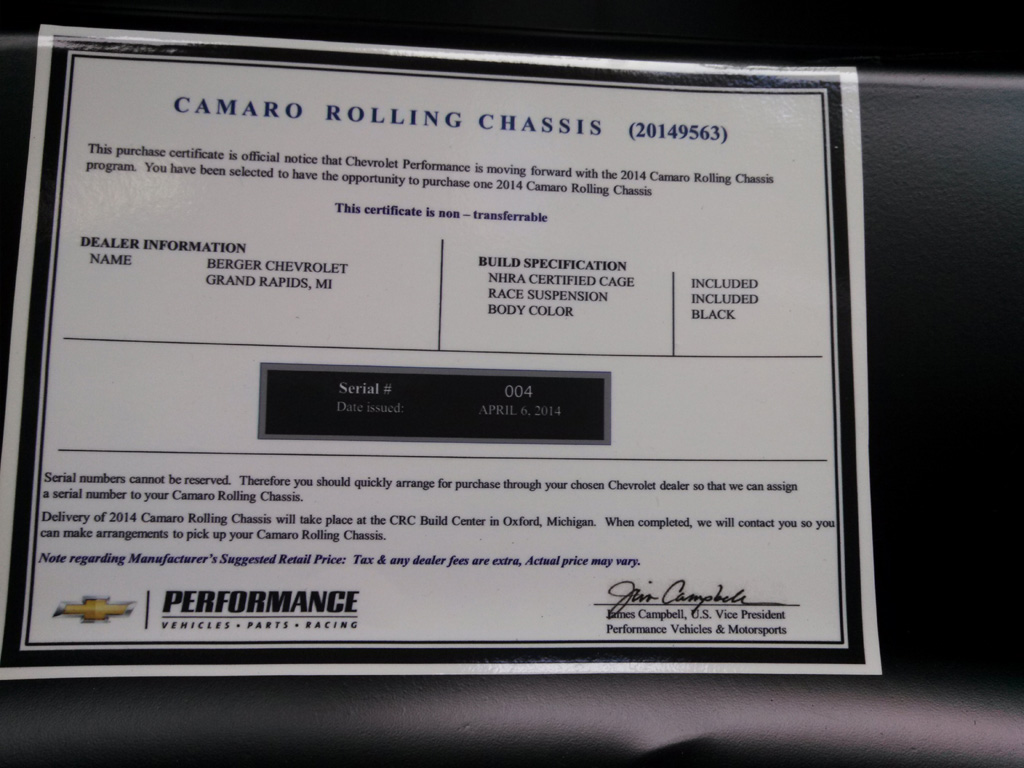 CAMARO ROLLING CHASSIS (20149563)
This purchase certificate is official notice that Chevrolet Performance is moving forward with the 2014 Camaro Rolling Chassis
program. You have been selected to have the opportunity to purchase one 2014 Camaro Rolling Chassis
This certificate is non – transferrable
DEALER INFORMATION
NAME BERGER CHEVROLET
GRAND RAPIDS, MI
BUILD SPECIFICATION
NHRA CERTIFIED CAGE INCLUDED
RACE SUSPENSION INCLUDED
BODY COLOR BLACK
Serial # 004
Date issued: APRIL 6, 2014
Serial numbers cannot be reserved. Therefore you should quickly arrange for purchase through your chosen Chevrolet dealer so that we can assign
a serial number to your Camaro Rolling Chassis.
Delivery of 2014 Camaro Rolling Chassis will take place at the CRC Build Center in Oxford, Michigan. When completed, we will contact you so you
can make arrangements to pick up your Camaro Rolling Chassis.
Note regarding Manufacturer's Suggested Retail Price: Tax & any dealer fees are extra, Actual price may vary.
PERFORMANCE
VEHICLES • PARTS • RACING
Jim Campbell
James Campbell, U.S. Vice President
Performance Vehicles & Motorsports